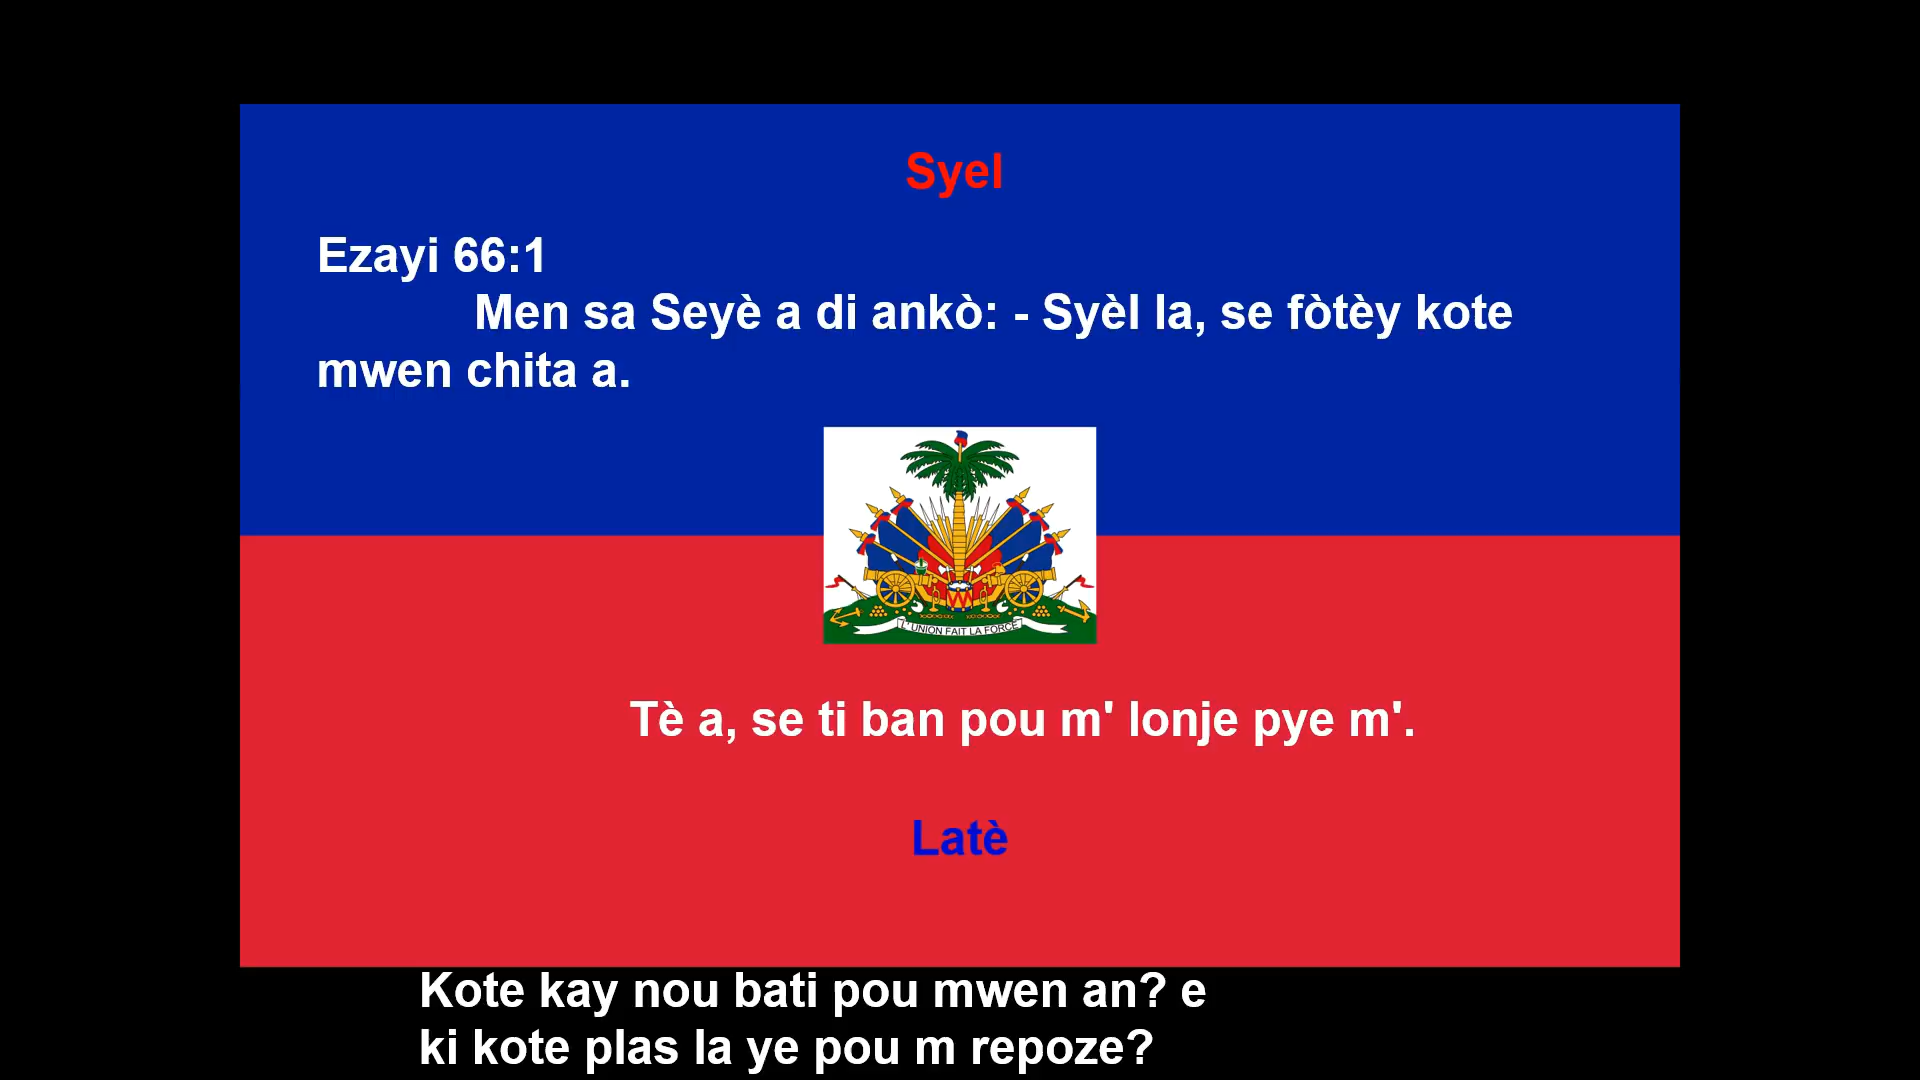 Syel
Ezayi 66:1
Men sa Seyè a di ankò: - Syèl la, se fòtèy kote
mwen chita a.
L'UNION FAIT LA FORCE
Tè a, se ti ban pou m' lonje pye m'.
Latè
Kote kay nou bati pou mwen an? e
ki kote plas la ye pou m repoze?